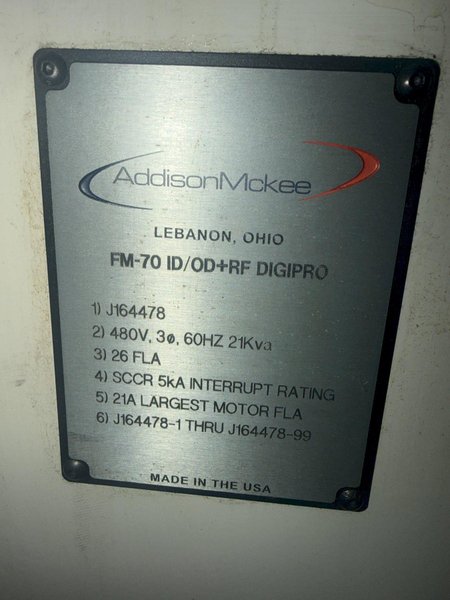 AddisonMckee
LEBANON, OHIO
FM-70 ID/OD+RF DIGIPRO
1) J164478
2) 480V, 3ø, 60HZ 21Kva
3) 26 FLA
4) SCCR 5kA INTERRUPT RATING
5) 21A LARGEST MOTOR FLA
6) J164478-1 THRU J164478-99
MADE IN THE USA